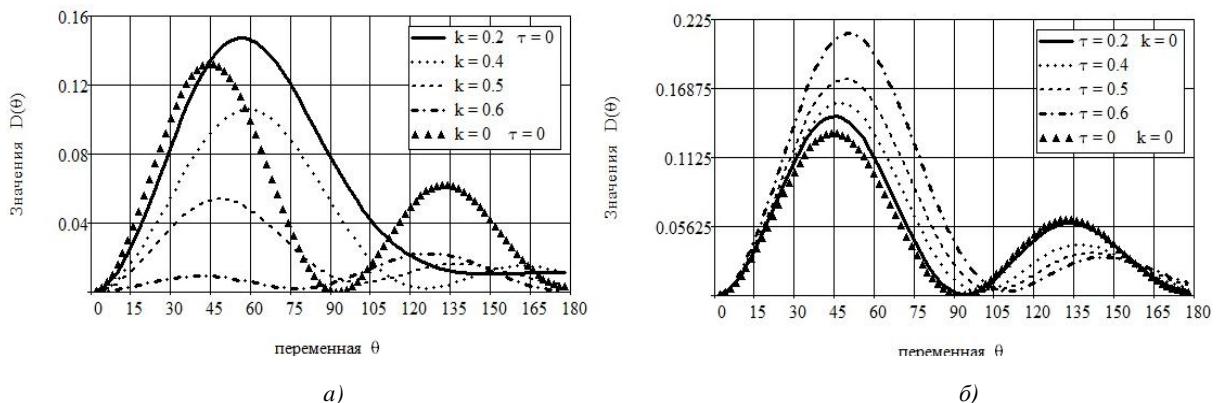 0.16
0.12
0.08
0.04
Значения D(θ)
k = 0.2 τ = 0
k = 0.4
k = 0.5
k = 0.6
k = 0 τ = 0
0 15 30 45 60 75 90 105 120 135 150 165 180
переменная θ
а)
0.225
0.16875
0.1125
0.05625
Значения D(θ)
τ = 0.2 k = 0
τ = 0.4
τ = 0.5
τ = 0.6
τ = 0 k = 0
0 15 30 45 60 75 90 105 120 135 150 165 180
переменная θ
б)